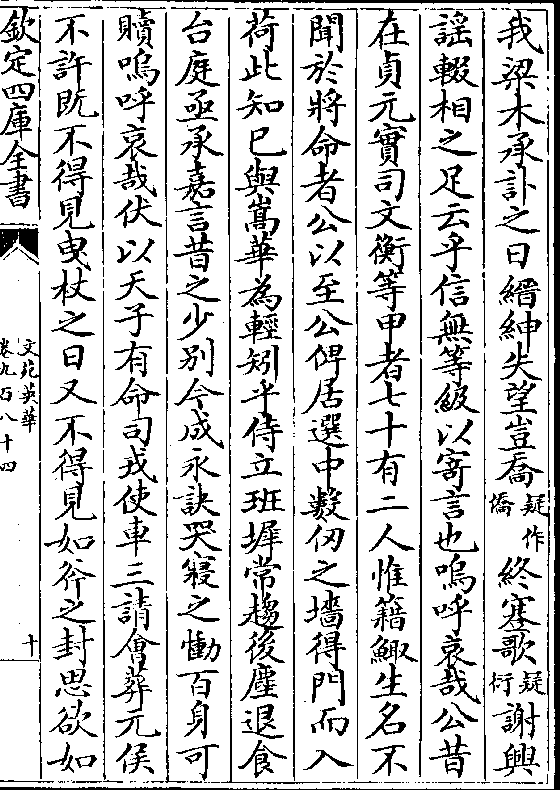 我梁木承訃之日縉紳失望豈喬疑作僑終寒歌疑衍謝興
謡輟相之足云乎信無等級以寄言也嗚呼哀哉公昔
在貞元實司文衡等甲者七十有二人惟籍鯫生名不
聞於將命者公以至公俾居選中數仞之墻得門而入
荷此知已與嵩華為輕矧乎侍立班墀常趨後塵退食
台庭亟承嘉言昔之少别今成永訣哭寢之慟百身可
贖嗚呼哀哉伏以天子有命司戎使車三請㑹葬元侯
不許既不得見曳杖之日又不得見如斧之封思欲如
欽定四庫全書
文苑英華
卷九百八十四
十